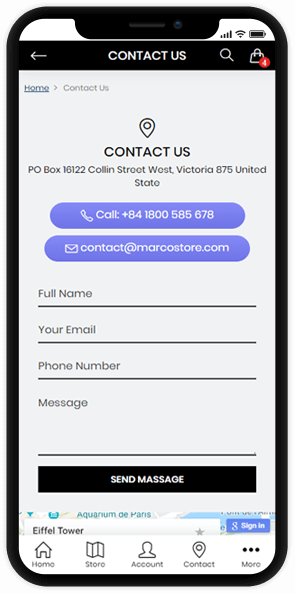 CONTACT US
4
Home > Contact Us
CONTACT US
PO Box 16122 Collin Street West, Victoria 875 United
State
Call: +84 1800 585 678
contact@marcostore.com
Full Name
Your Email
Phone Number
Message
SEND MASSAGE
Aquarium de Paris
Eiffel Tower
Sign in
Home
Store
Account
Contact
More